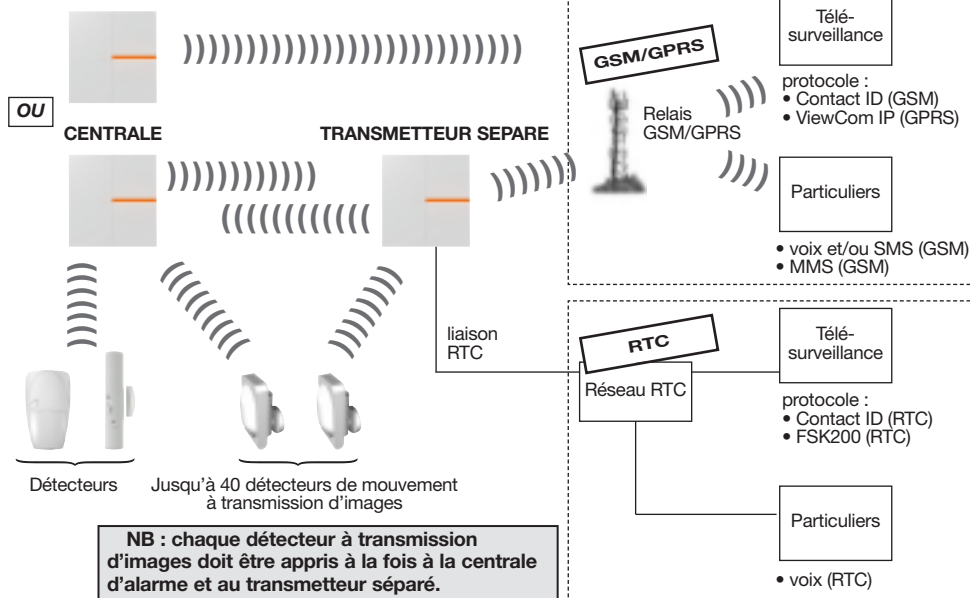 OU
CENTRALE
TRANSMETTEUR SEPARE
GSM/GPRS
Relais
GSM/GPRS
Télé-
surveillance
protocole :
• Contact ID (GSM)
• ViewCom IP (GPRS)
Particuliers
• voix et/ou SMS (GSM)
• MMS (GSM)
liaison
RTC
RTC
Réseau RTC
Télé-
surveillance
protocole :
• Contact ID (RTC)
• FSK200 (RTC)
Particuliers
• voix (RTC)
Détecteurs
Jusqu'à 40 détecteurs de mouvement
à transmission d'images
NB : chaque détecteur à transmission
d'images doit être appris à la fois à la centrale
d'alarme et au transmetteur séparé.